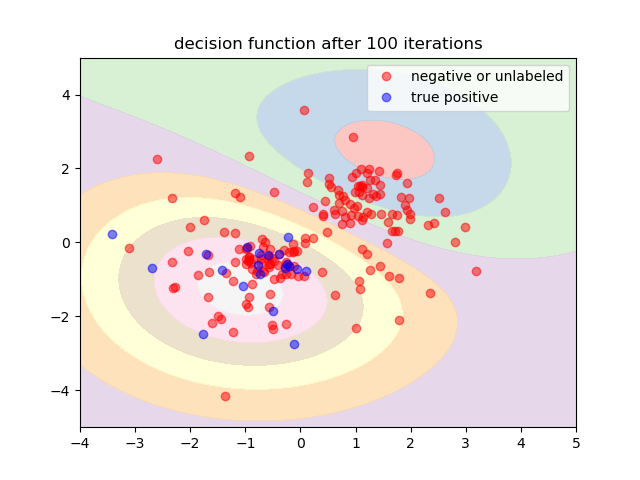 decision function after 100 iterations
negative or unlabeled
true positive
4
2
0
−2
−4
−4 −3 −2 −1 0 1 2 3 4 5